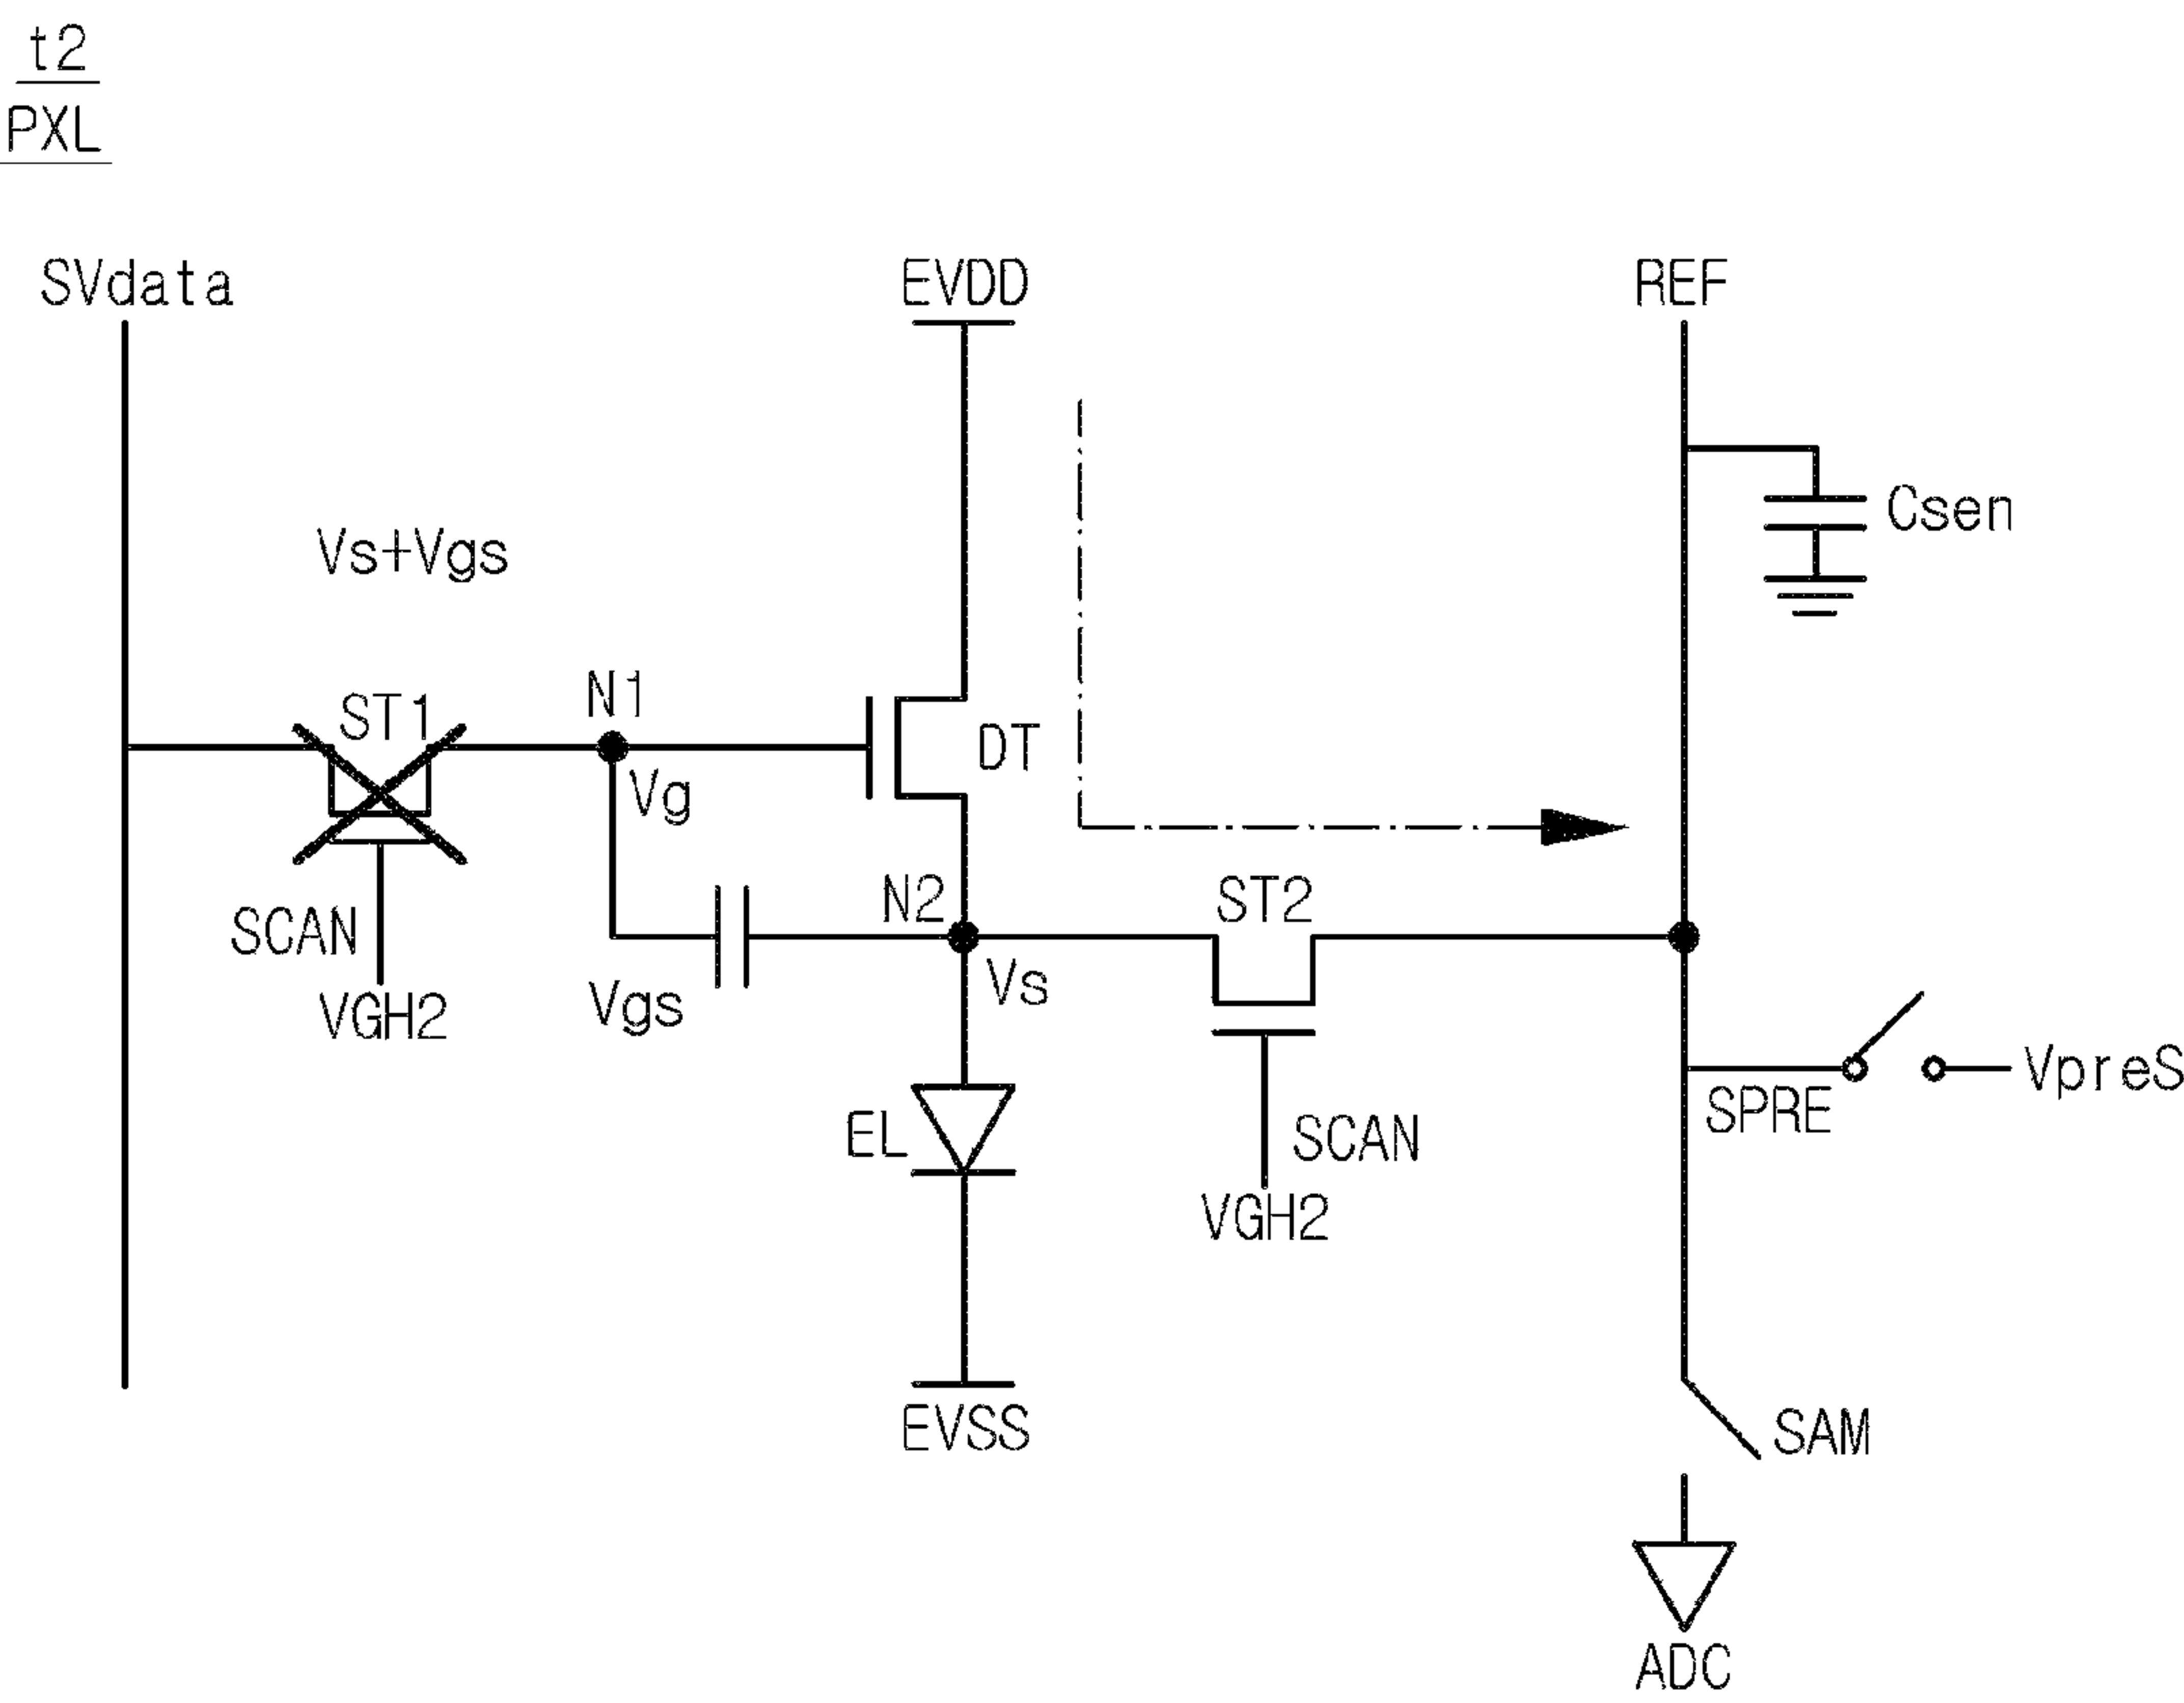 t2
PXL
SVdata
EVDD
REF
Csen
Vs+Vgs
ST1
N1
DT
Vg
N2
ST2
SCAN
Vs
VGH2
Vgs
VpreS
SPRE
EL
SCAN
VGH2
EVSS
SAM
ADC